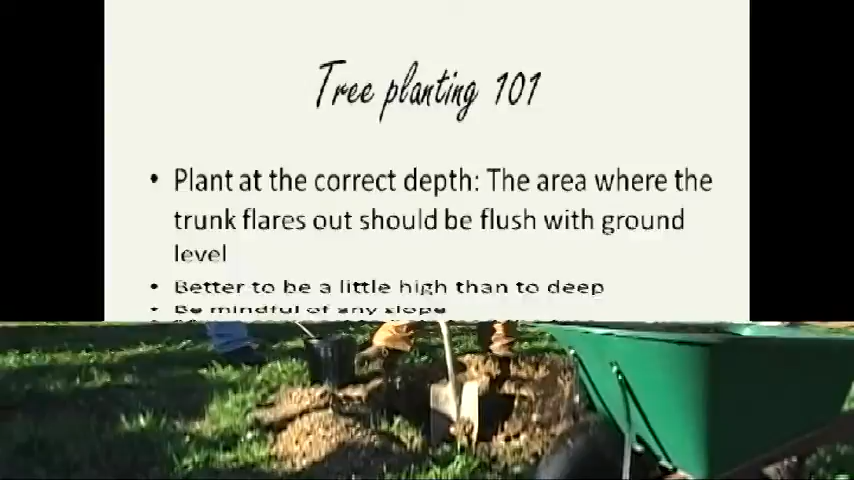 Tree planting 101
• Plant at the correct depth: The area where the
trunk flares out should be flush with ground
level
• Better to be a little high than to deep
• Be mindful of any slope